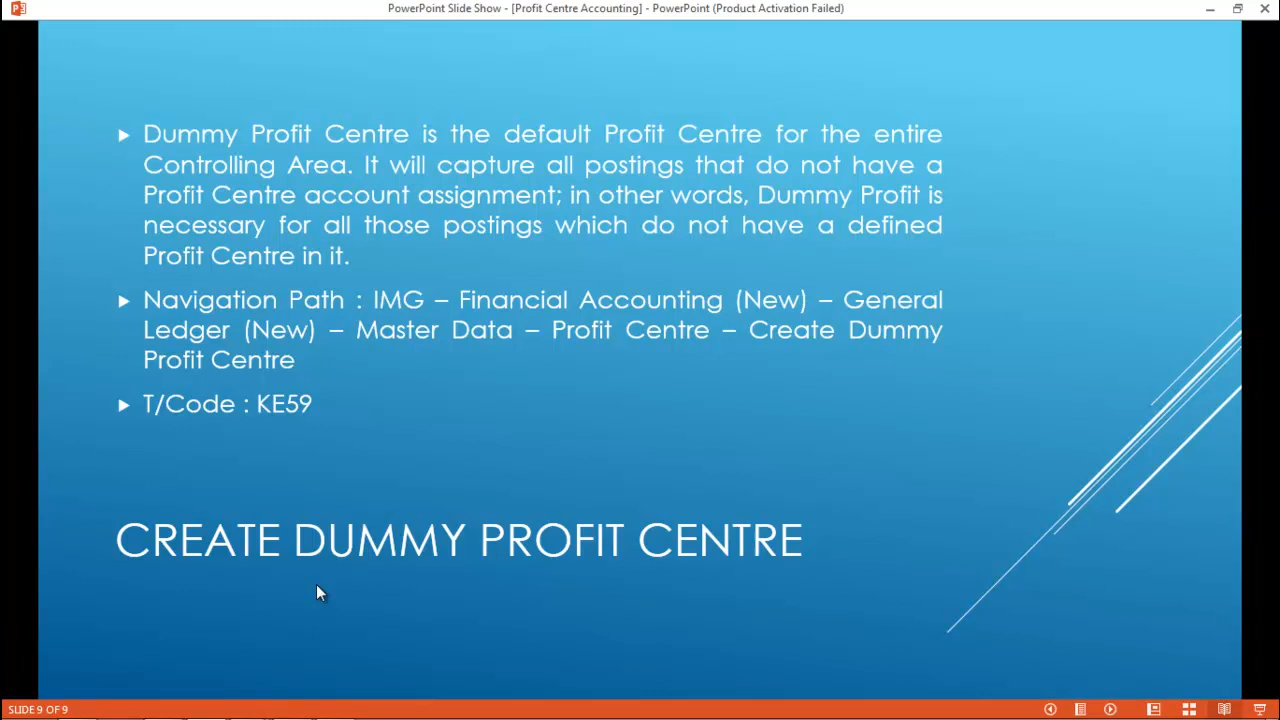 PowerPoint Slide Show - [Profit Centre Accounting] - PowerPoint (Product Activation Failed)
Dummy Profit Centre is the default Profit Centre for the entire
Controlling Area. It will capture all postings that do not have a
Profit Centre account assignment; in other words, Dummy Profit is
necessary for all those postings which do not have a defined
Profit Centre in it.
Navigation Path : IMG – Financial Accounting (New) – General
Ledger (New) – Master Data – Profit Centre – Create Dummy
Profit Centre
T/Code : KE59
CREATE DUMMY PROFIT CENTRE
SLIDE 9 OF 9